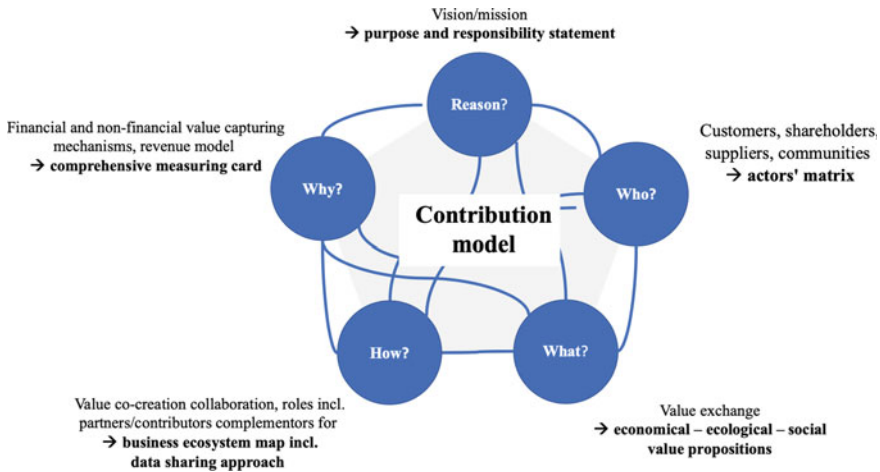 Vision/mission
→ purpose and responsibility statement
Reason?
Financial and non-financial value capturing
mechanisms, revenue model
→ comprehensive measuring card
Why?
Customers, shareholders,
suppliers, communities
→ actors' matrix
Who?
Contribution
model
How?
What?
Value co-creation collaboration, roles incl.
partners/contributors complementors for
→ business ecosystem map incl.
data sharing approach
Value exchange
→ economical – ecological – social
value propositions